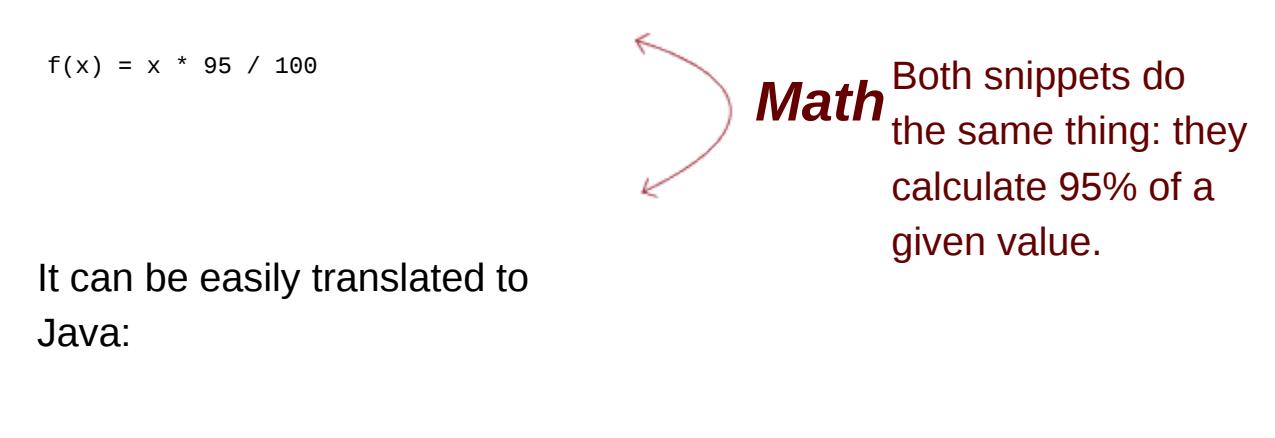 f(x) = x * 95 / 100
Math
Both snippets do
the same thing: they
calculate 95% of a
given value.
It can be easily translated to
Java: